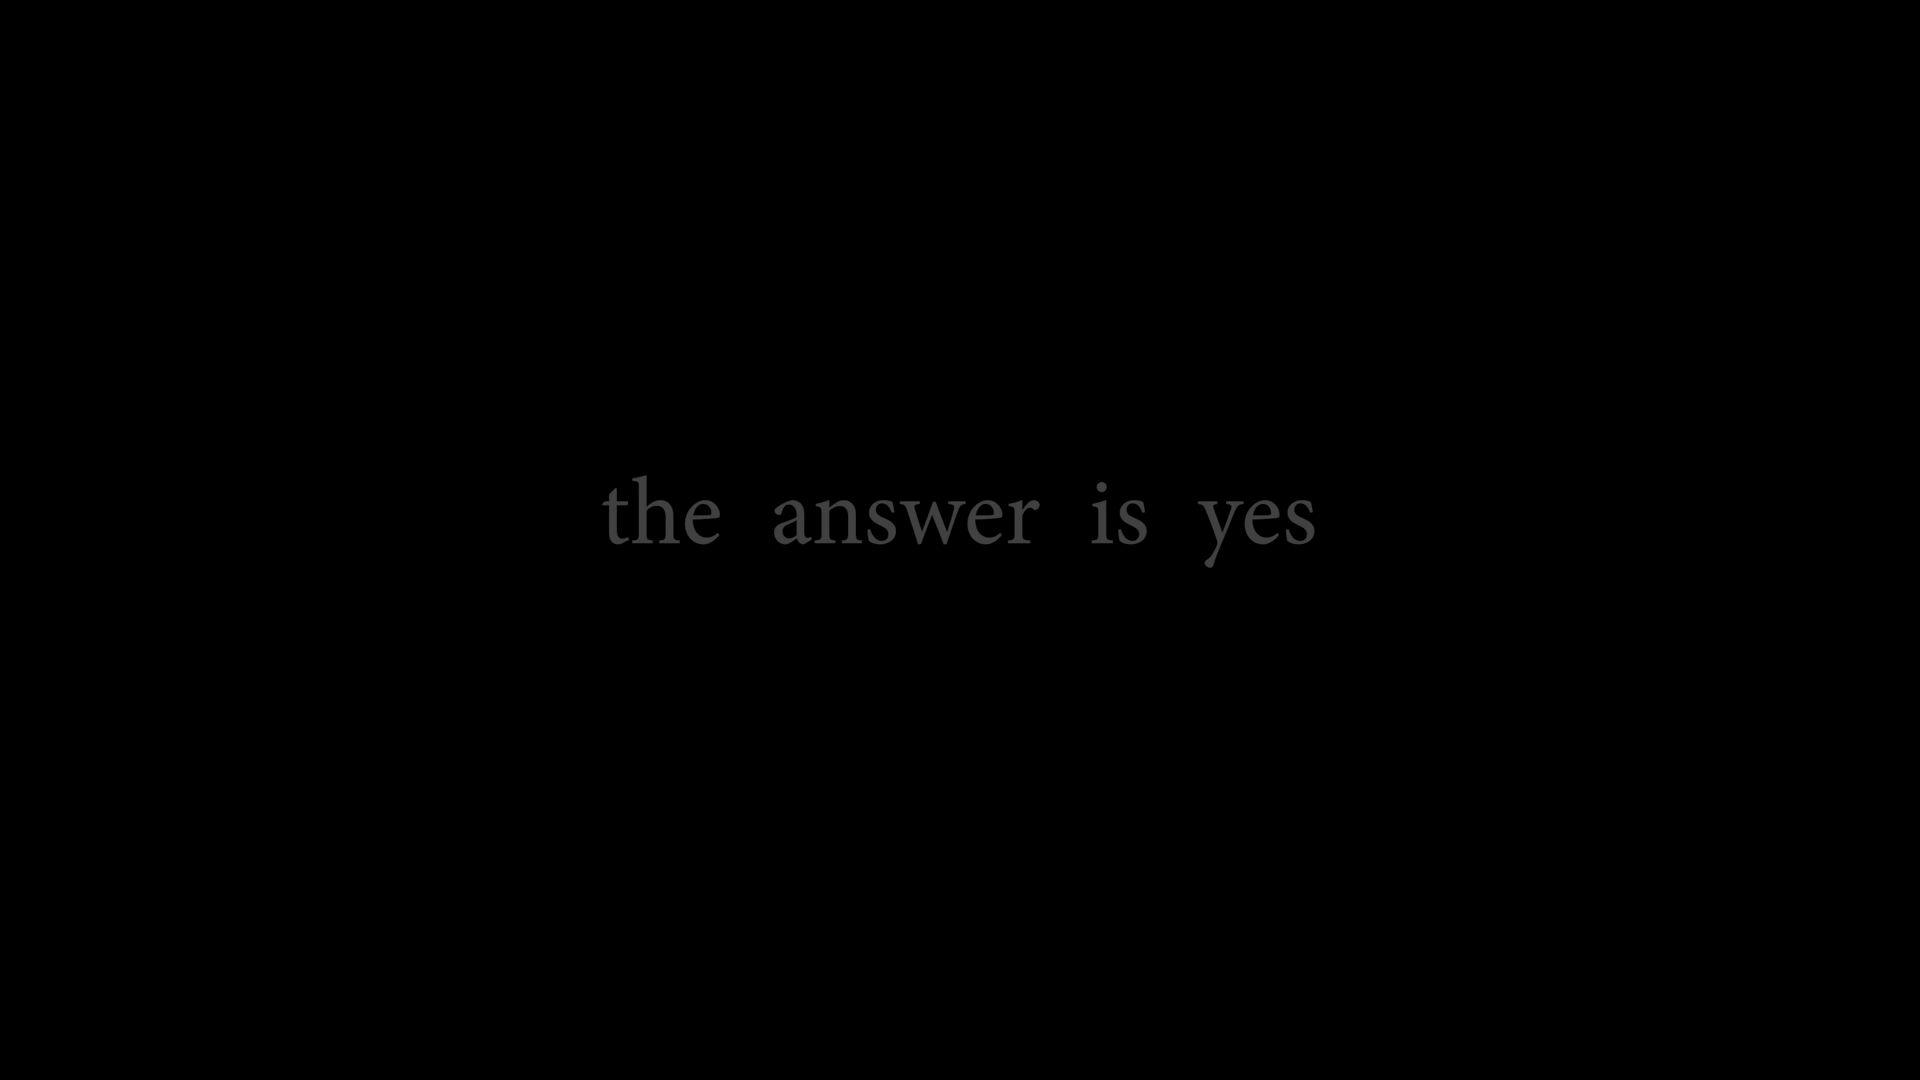 the answer is yes